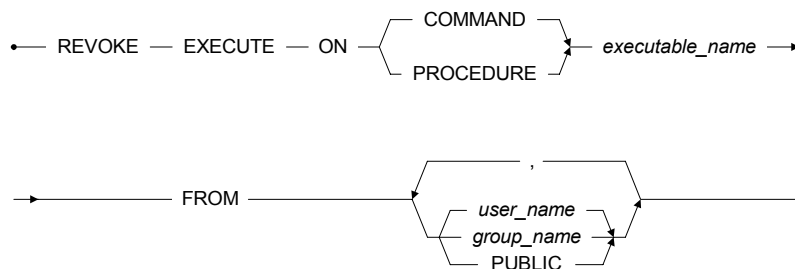 COMMAND
REVOKE EXECUTE ON executable_name
PROCEDURE
,
FROM
user_name
group_name
PUBLIC